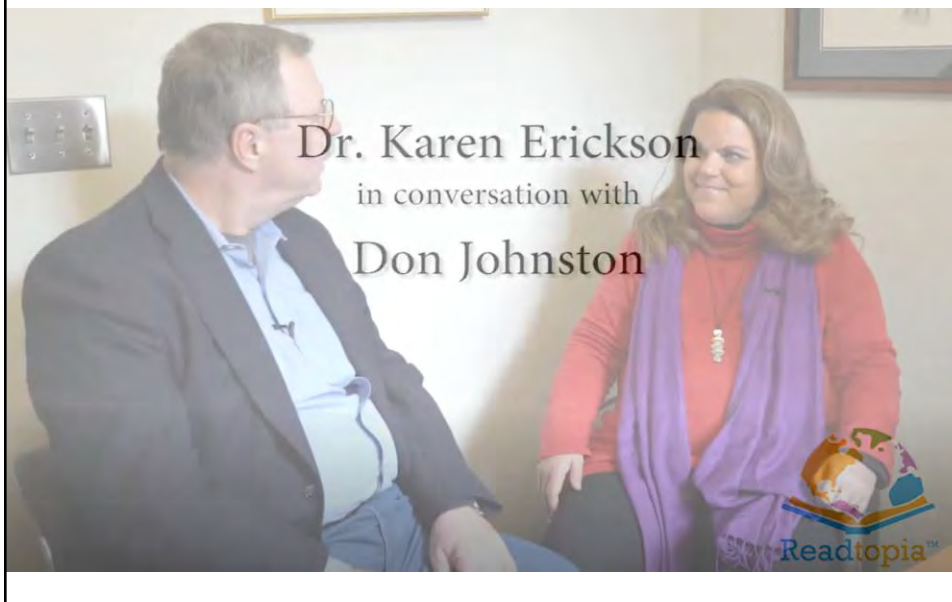 Dr. Karen Erickson
in conversation with
Don Johnston
Readtopia™